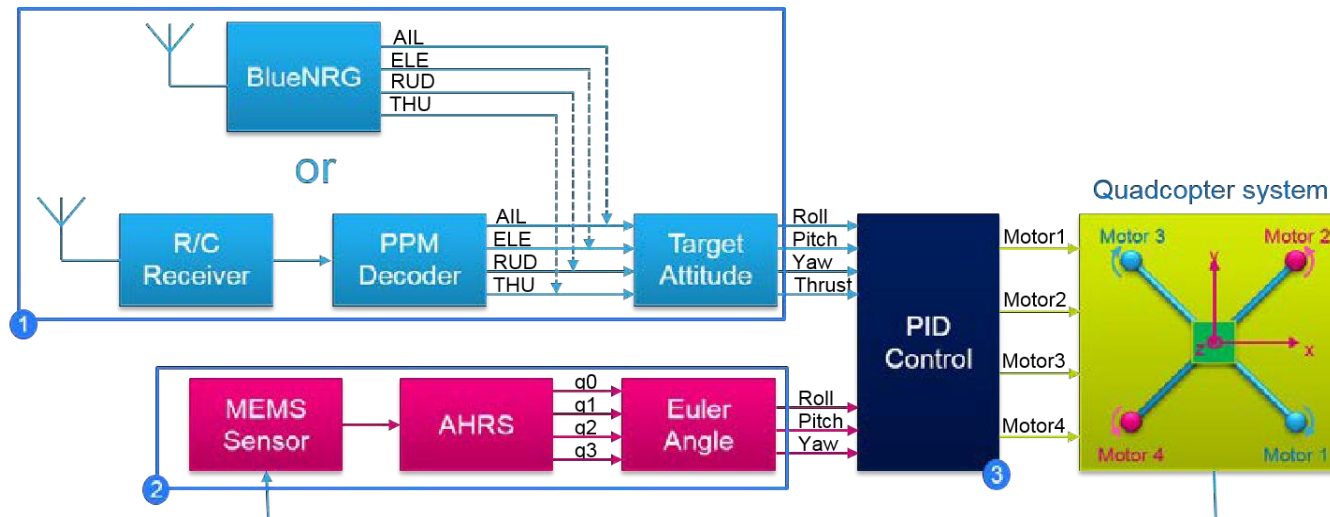 AIL
ELE
RUD
THU
BlueNRG
or
R/C
Receiver
PPM
Decoder
AIL
ELE
RUD
THU
Target
Attitude
Roll
Pitch
Yaw
Thrust
1
MEMS
Sensor
AHRS
q0
q1
q2
q3
Euler
Angle
Roll
Pitch
Yaw
2
PID
Control
3
Motor1
Motor2
Motor3
Motor4
Quadcopter system
Motor 3
Motor 2
Y
Z
x
Motor 4
Motor 1